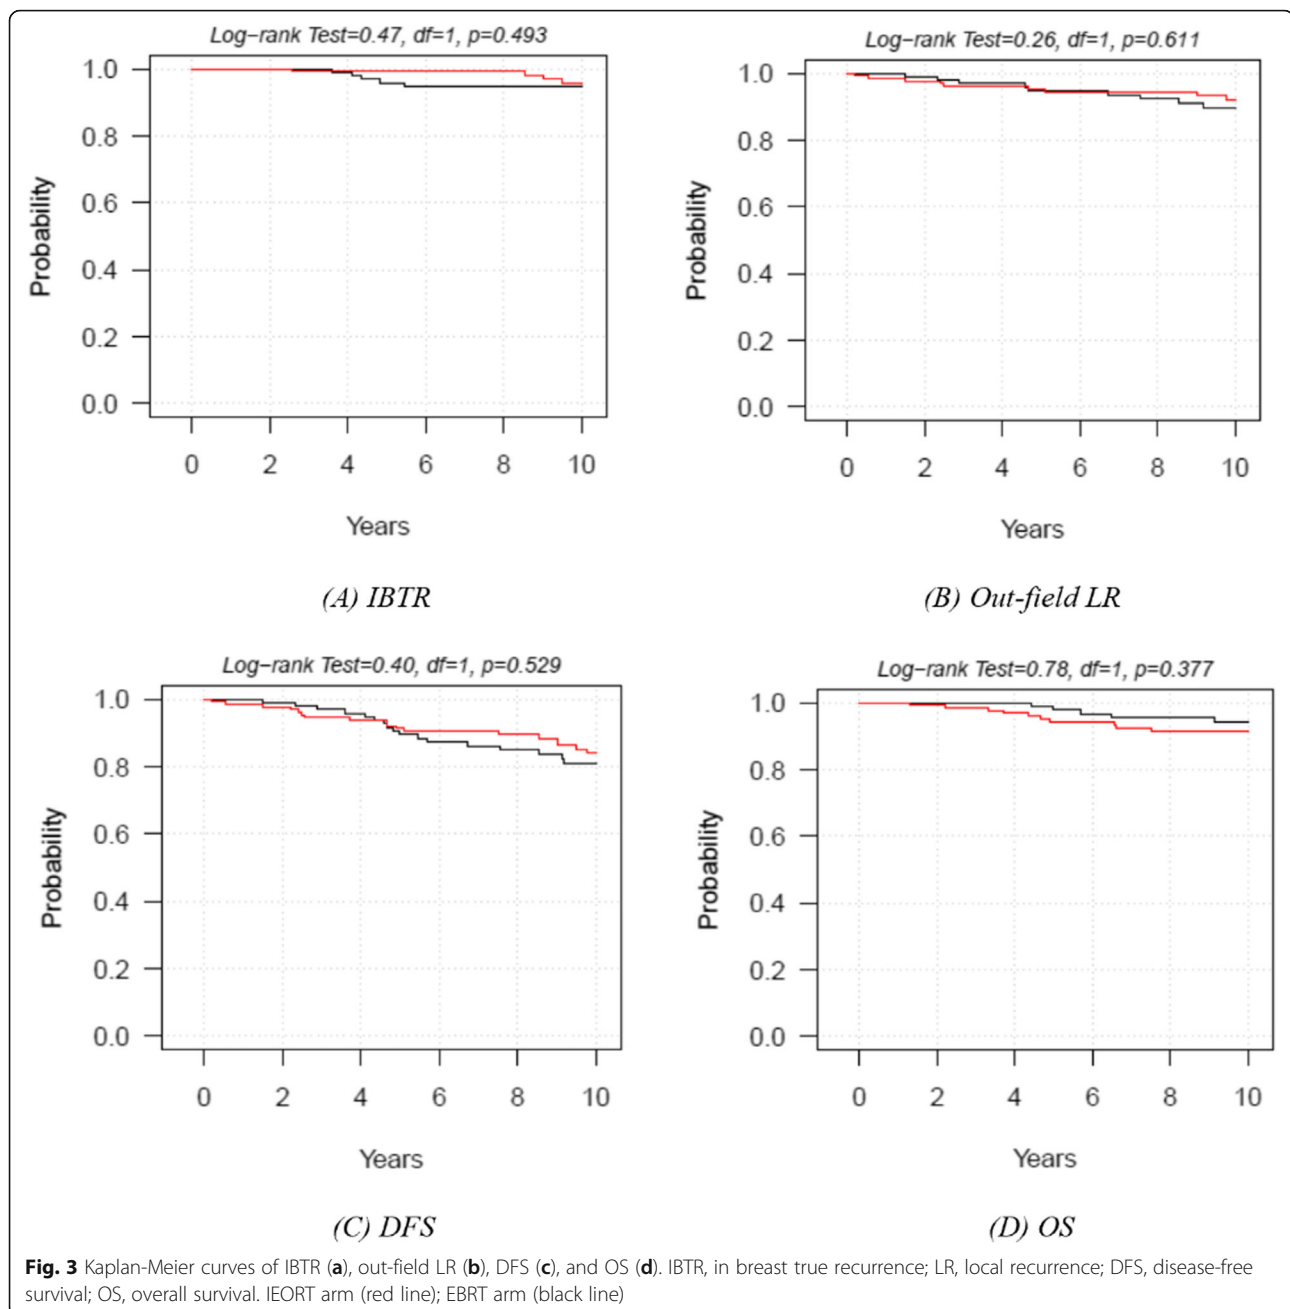 Log-rank Test=0.47, df=1, p=0.493
1.0
0.8
0.6
0.4
0.2
0.0
Probability
0 2 4 6 8 10
Years
(A) IBTR
Log-rank Test=0.26, df=1, p=0.611
1.0
0.8
0.6
0.4
0.2
0.0
Probability
0 2 4 6 8 10
Years
(B) Out-field LR
Log-rank Test=0.40, df=1, p=0.529
1.0
0.8
0.6
0.4
0.2
0.0
Probability
0 2 4 6 8 10
Years
(C) DFS
Log-rank Test=0.78, df=1, p=0.377
1.0
0.8
0.6
0.4
0.2
0.0
Probability
0 2 4 6 8 10
Years
(D) OS
Fig. 3 Kaplan-Meier curves of IBTR (a), out-field LR (b), DFS (c), and OS (d). IBTR, in breast true recurrence; LR, local recurrence; DFS, disease-free
survival; OS, overall survival. IEORT arm (red line); EBRT arm (black line)